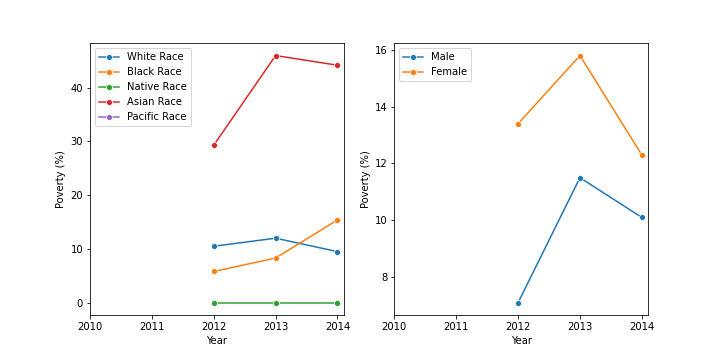 White Race
Black Race
Native Race
Asian Race
Pacific Race
Poverty (%)
40
30
20
10
0
2010 2011 2012 2013 2014
Year
Male
Female
Poverty (%)
16
14
12
10
8
2010 2011 2012 2013 2014
Year